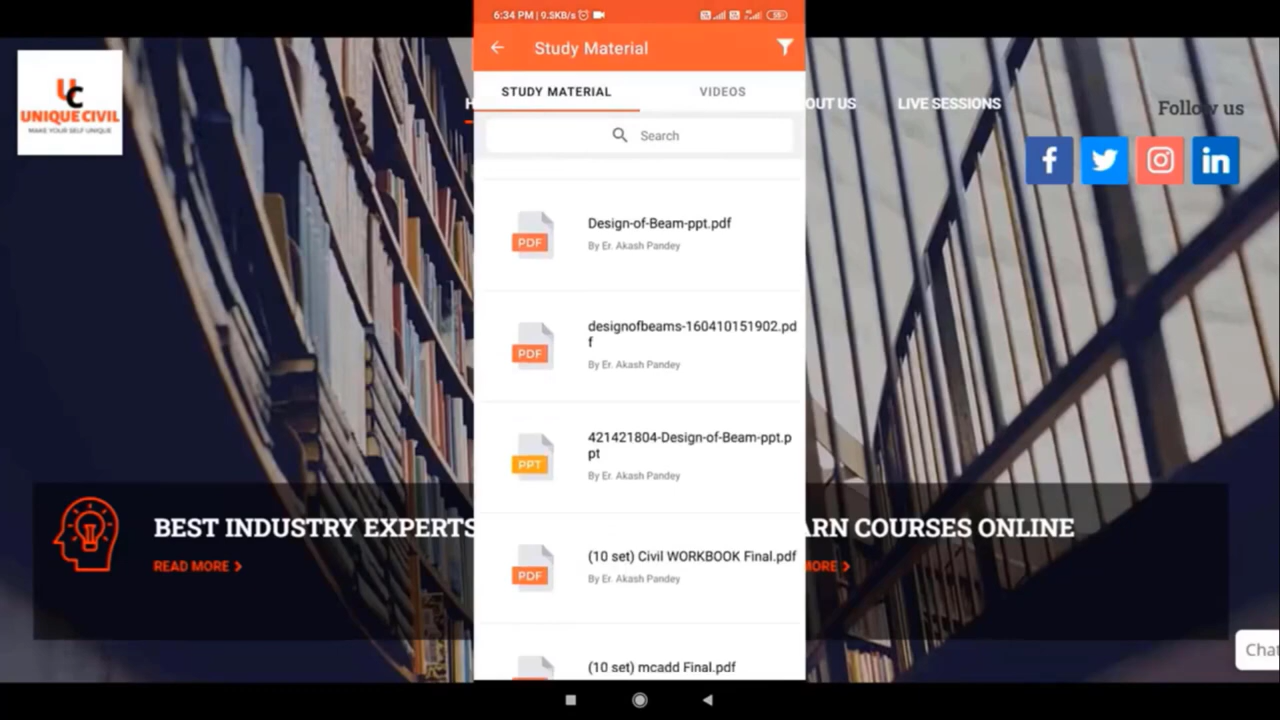 6:34 PM | 9.5KB/s
Study Material
STUDY MATERIAL
VIDEOS
Search
Design-of-Beam-ppt.pdf
By Er. Akash Pandey
PDF
designofbeams-160410151902.pd
f
By Er. Akash Pandey
PDF
421421804-Design-of-Beam-ppt.p
pt
By Er. Akash Pandey
PPT
(10 set) Civil WORKBOOK Final.pdf
By Er. Akash Pandey
PDF
(10 set) mcadd Final.pdf
UC
UNIQUE CIVIL
MAKE YOUR SELF UNIQUE
H
OUT US
LIVE SESSIONS
Follow us
f
in
BEST INDUSTRY EXPERTS
READ MORE >
ARN COURSES ONLINE
MORE >
Chat